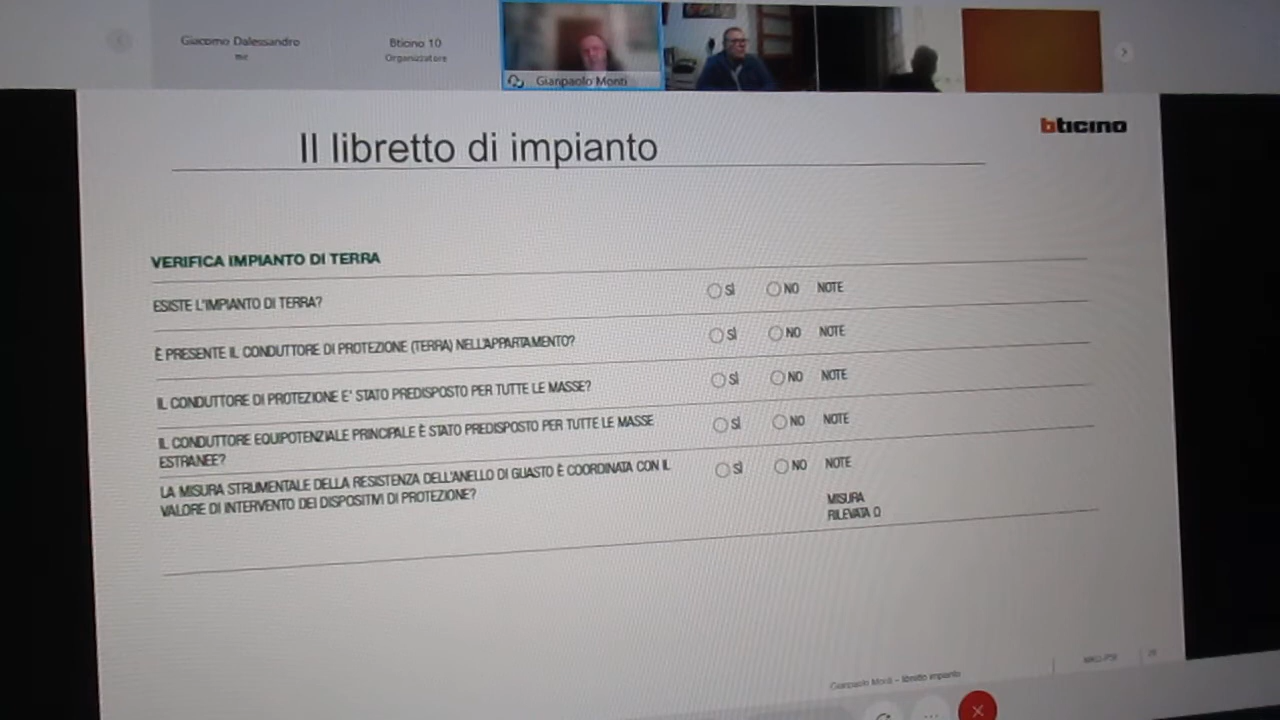 Giacomo Dalessandro
me
Bticino 10
Organizzatore
Gianpaolo Monti
Il libretto di impianto
bticino
VERIFICA IMPIANTO DI TERRA
ESISTE L'IMPIANTO DI TERRA? SÌ NO NOTE
È PRESENTE IL CONDUTTORE DI PROTEZIONE (TERRA) NELL'APPARTAMENTO? SÌ NO NOTE
IL CONDUTTORE DI PROTEZIONE E' STATO PREDISPOSTO PER TUTTE LE MASSE? SÌ NO NOTE
IL CONDUTTORE EQUIPOTENZIALE PRINCIPALE È STATO PREDISPOSTO PER TUTTE LE MASSE
ESTRANEE? SÌ NO NOTE
LA MISURA STRUMENTALE DELLA RESISTENZA DELL'ANELLO DI GUASTO È COORDINATA CON IL
VALORE DI INTERVENTO DEI DISPOSITIVI DI PROTEZIONE? SÌ NO NOTE
MISURA
RILEVATA Ω
Gianpaolo Monti – libretto impianto